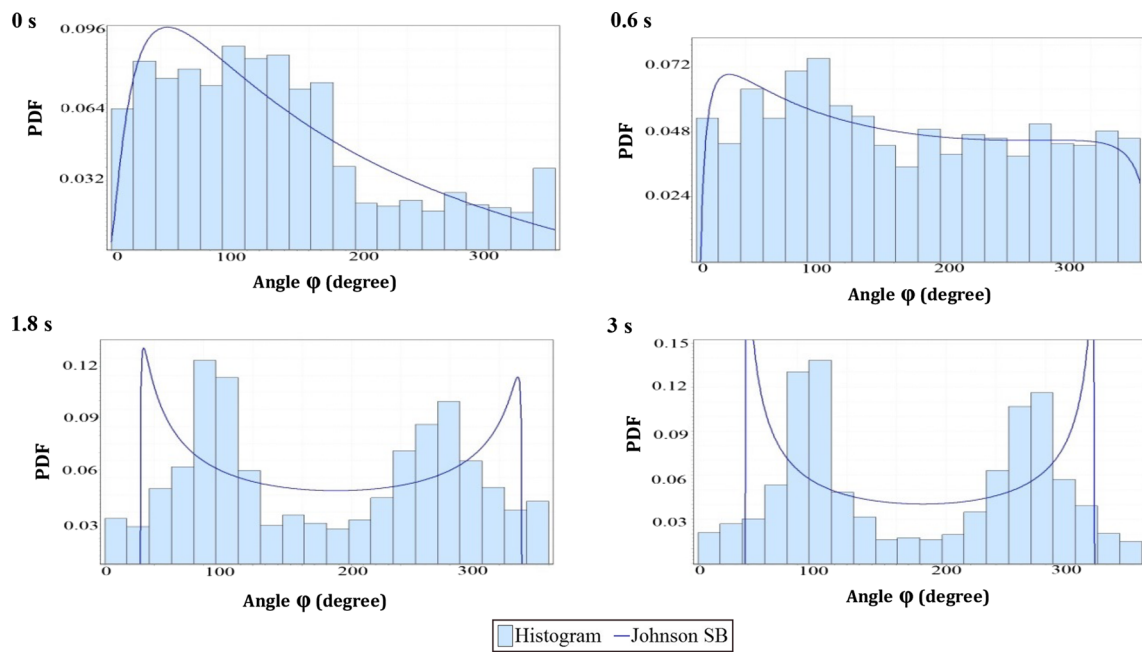 0 s
0.096
0.064
0.032
PDF
0 100 200 300
Angle φ (degree)
0.6 s
0.072
0.048
0.024
PDF
0 100 200 300
Angle φ (degree)
1.8 s
0.12
0.09
0.06
0.03
PDF
0 100 200 300
Angle φ (degree)
3 s
0.15
0.12
0.09
0.06
0.03
PDF
0 100 200 300
Angle φ (degree)
Histogram Johnson SB